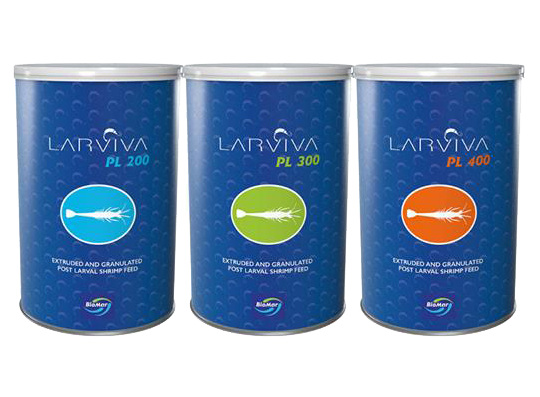 LARVIVA
PL 200
EXTRUDED AND GRANULATED
POST LARVAL SHRIMP FEED
BioMar
LARVIVA
PL 300
EXTRUDED AND GRANULATED
POST LARVAL SHRIMP FEED
BioMar
LARVIVA
PL 400
EXTRUDED AND GRANULATED
POST LARVAL SHRIMP FEED
BioMar